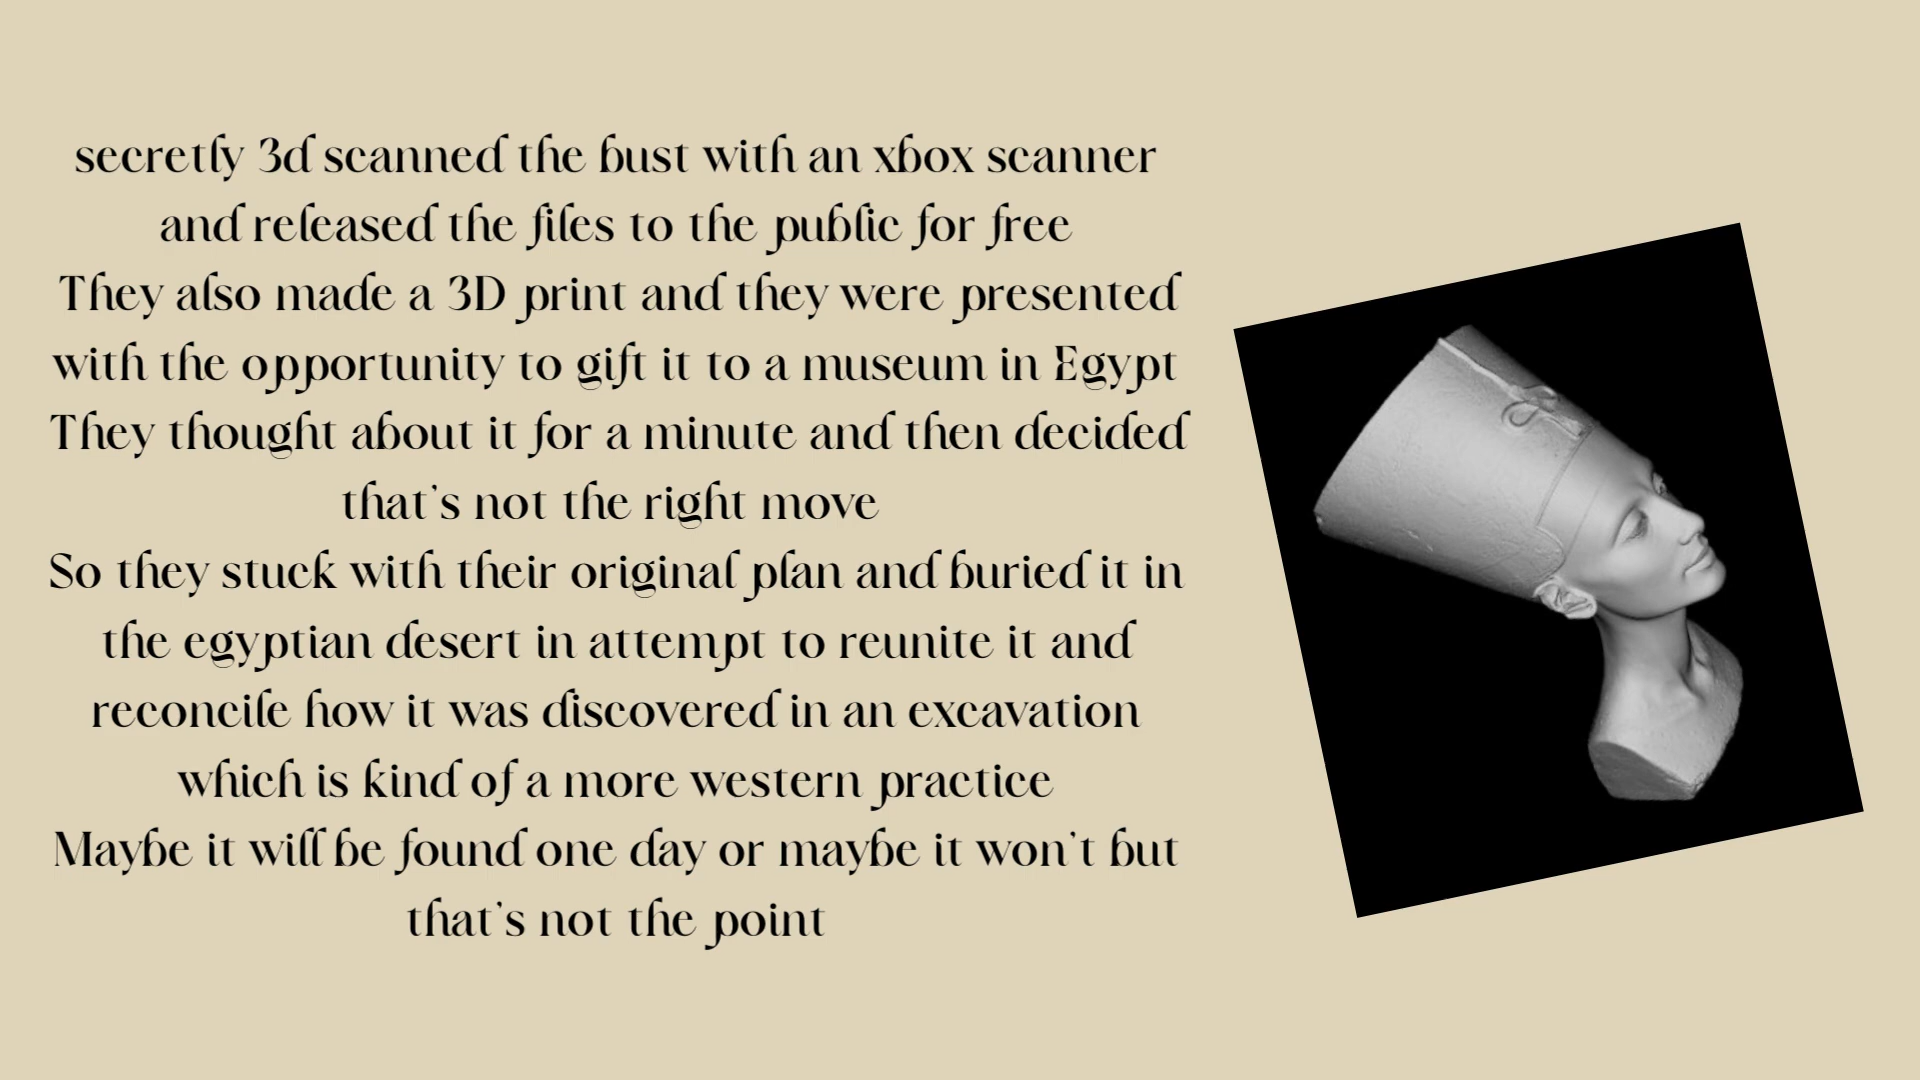 secretly 3d scanned the bust with an xbox scanner
and released the files to the public for free
They also made a 3D print and they were presented
with the opportunity to gift it to a museum in Egypt
They thought about it for a minute and then decided
that's not the right move
So they stuck with their original plan and buried it in
the egyptian desert in attempt to reunite it and
reconcile how it was discovered in an excavation
which is kind of a more western practice
Maybe it will be found one day or maybe it won't but
that's not the point